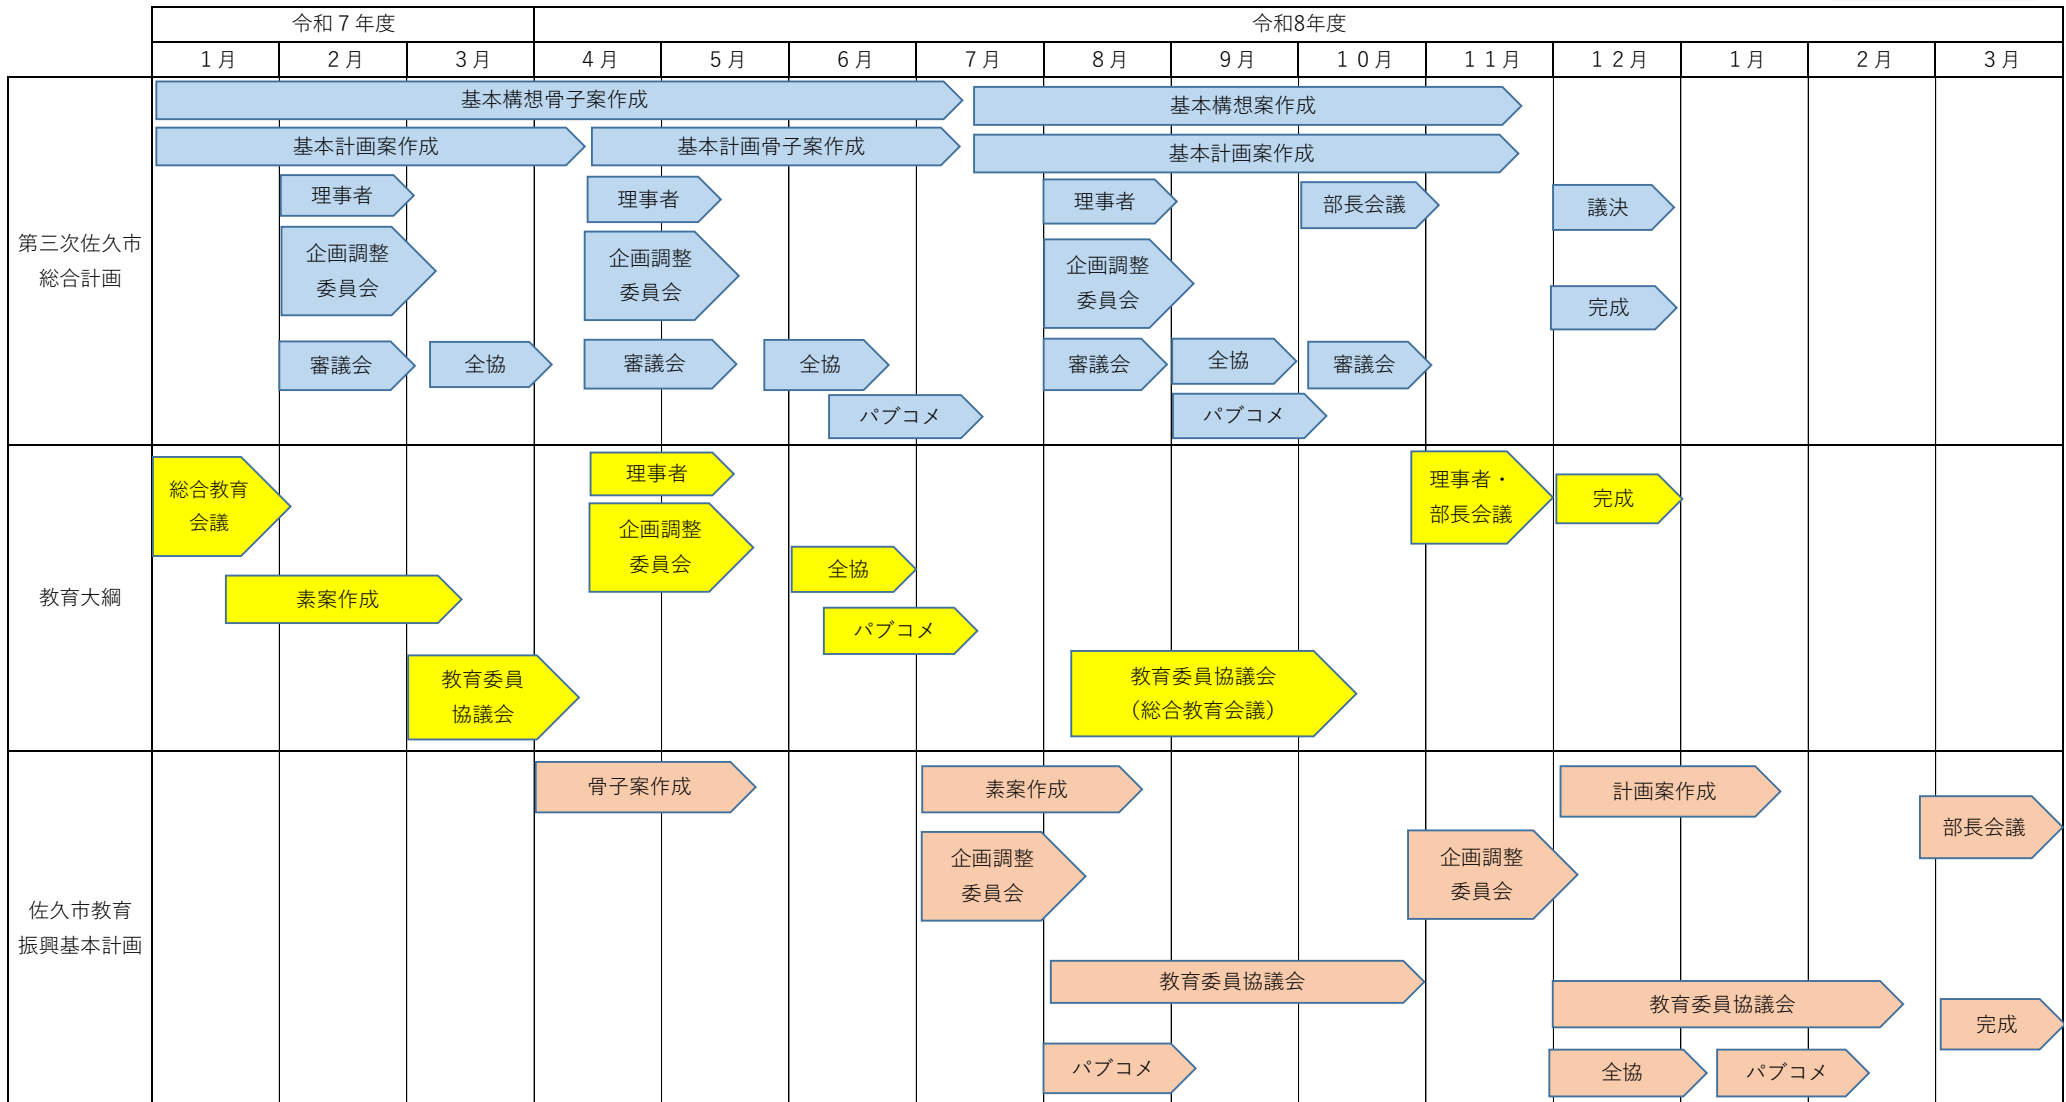 令和７年度
令和8年度
１月
２月
３月
４月
５月
６月
７月
８月
９月
１０月
１１月
１２月
１月
２月
３月
第三次佐久市
総合計画
基本構想骨子案作成
基本構想案作成
基本計画案作成
基本計画骨子案作成
基本計画案作成
理事者
理事者
理事者
部長会議
議決
企画調整
委員会
企画調整
委員会
企画調整
委員会
完成
審議会
全協
審議会
全協
審議会
全協
審議会
パブコメ
パブコメ
教育大綱
総合教育
会議
理事者
理事者・
部長会議
完成
企画調整
委員会
全協
素案作成
パブコメ
教育委員
協議会
教育委員協議会
（総合教育会議）
佐久市教育
振興基本計画
骨子案作成
素案作成
計画案作成
部長会議
企画調整
委員会
企画調整
委員会
教育委員協議会
教育委員協議会
完成
パブコメ
全協
パブコメ